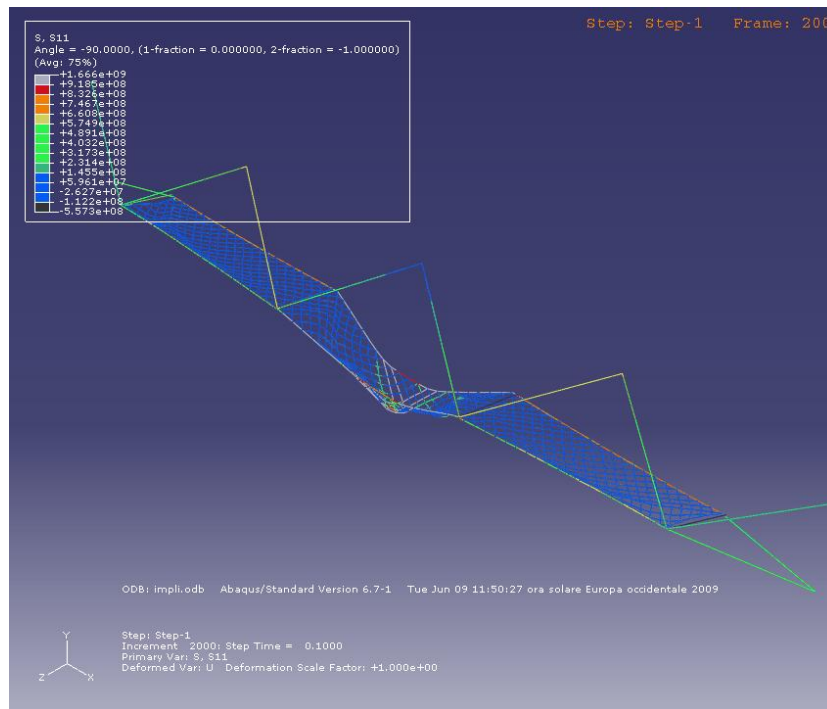 Step: Step-1 Frame: 200
S, S11
Angle = -90.0000, (1-fraction = 0.000000, 2-fraction = -1.000000)
(Avg: 75%)
+1.666e+09
+9.185e+08
+8.326e+08
+7.467e+08
+6.608e+08
+5.749e+08
+4.891e+08
+4.032e+08
+3.173e+08
+2.314e+08
+1.455e+08
+5.961e+07
-2.627e+07
-1.122e+08
-5.573e+08
ODB: impli.odb Abaqus/Standard Version 6.7-1 Tue Jun 09 11:50:27 ora solare Europa occidentale 2009
Y
Z
X
Step: Step-1
Increment 2000: Step Time = 0.1000
Primary Var: S, S11
Deformed Var: U Deformation Scale Factor: +1.000e+00